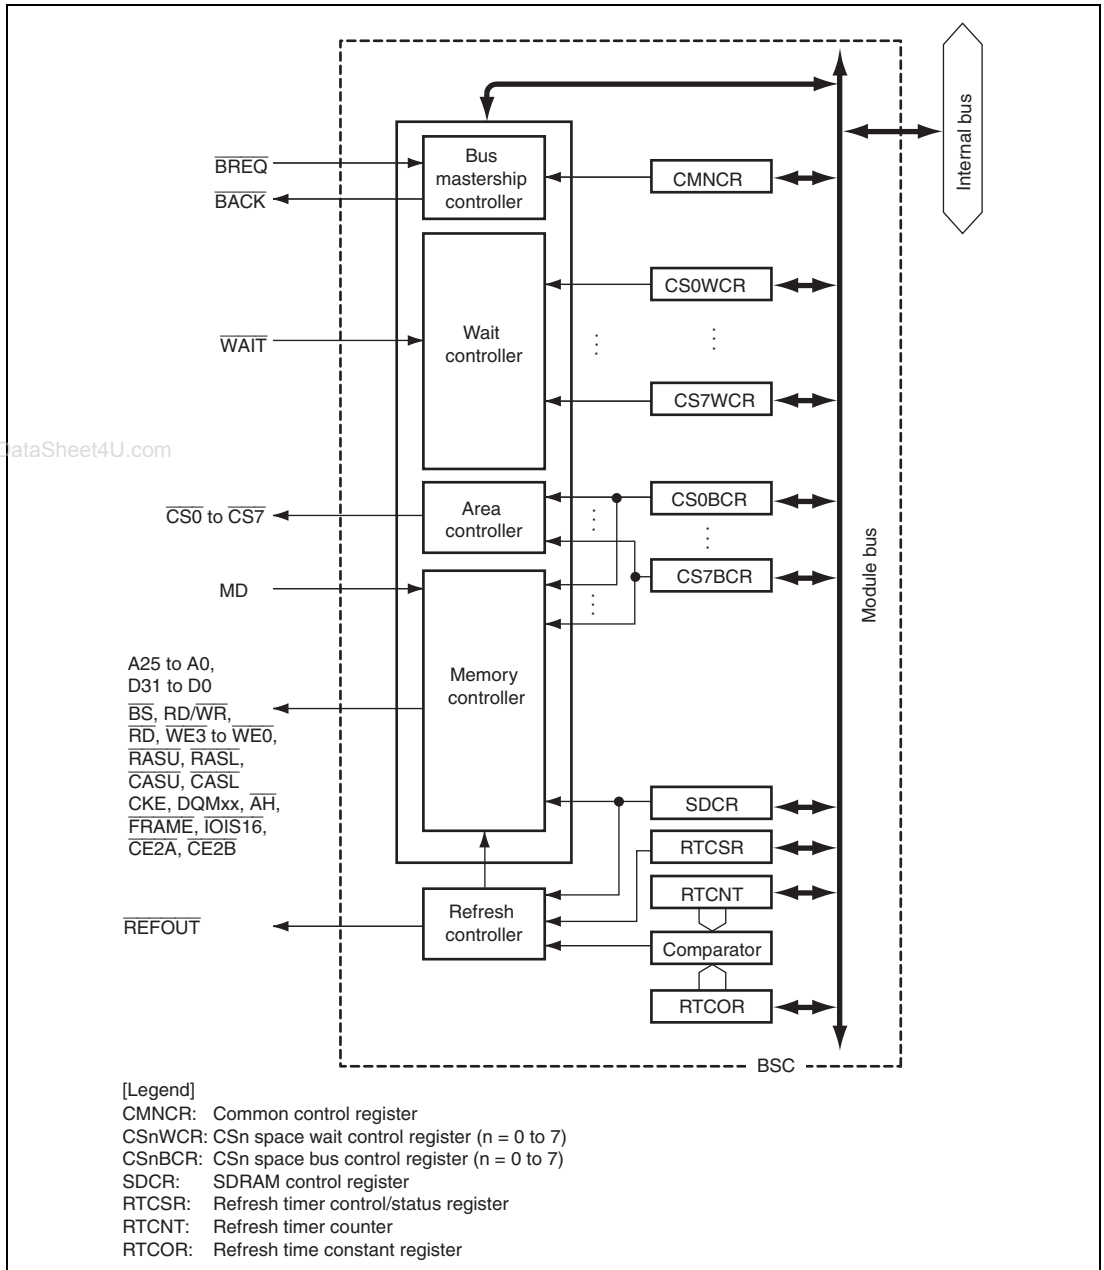 Internal bus
BREQ
BACK
Bus
mastership
controller
CMNCR
CS0WCR
WAIT
Wait
controller
CS7WCR
DataSheet4U.com
CS0 to CS7
Area
controller
CS0BCR
CS7BCR
Module bus
MD
A25 to A0,
D31 to D0
BS, RD/WR,
RD, WE3 to WE0,
RASU, RASL,
CASU, CASL
CKE, DQMxx, AH,
FRAME, IOIS16,
CE2A, CE2B
Memory
controller
SDCR
RTCSR
RTCNT
REFOUT
Refresh
controller
Comparator
RTCOR
BSC
[Legend]
CMNCR: Common control register
CSnWCR: CSn space wait control register (n = 0 to 7)
CSnBCR: CSn space bus control register (n = 0 to 7)
SDCR: SDRAM control register
RTCSR: Refresh timer control/status register
RTCNT: Refresh timer counter
RTCOR: Refresh time constant register